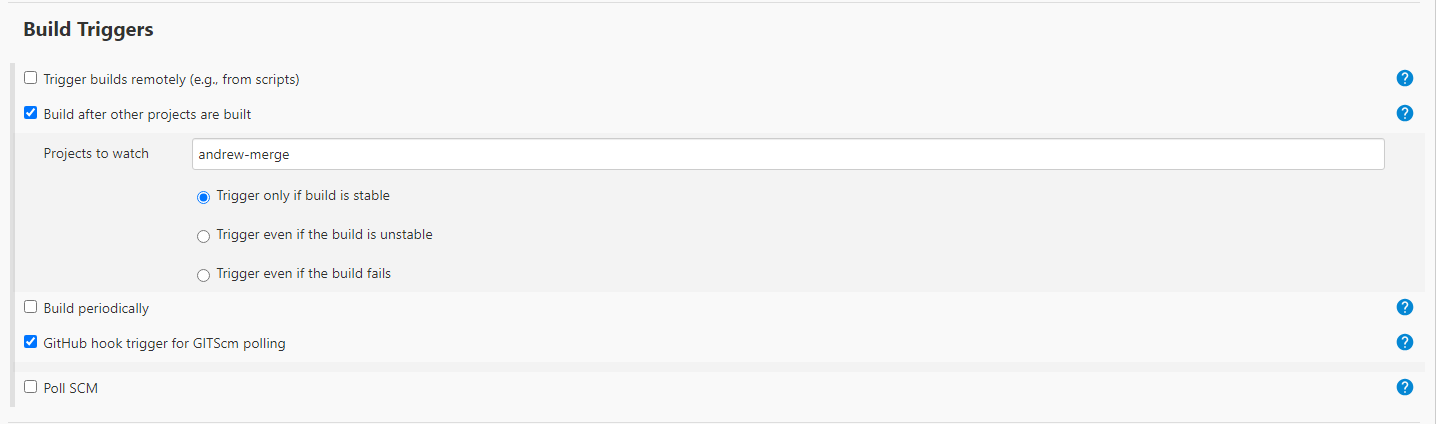 Build Triggers
Trigger builds remotely (e.g., from scripts)
?
Build after other projects are built
?
Projects to watch
andrew-merge
Trigger only if build is stable
Trigger even if the build is unstable
Trigger even if the build fails
Build periodically
?
GitHub hook trigger for GITScm polling
?
Poll SCM
?